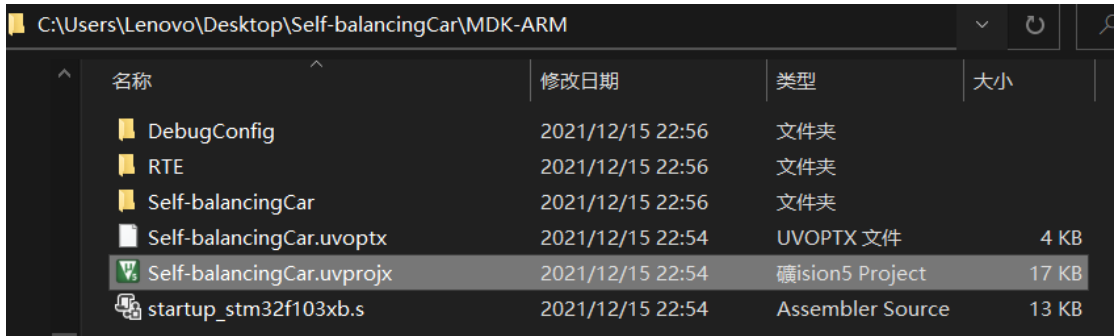 C:\Users\Lenovo\Desktop\Self-balancingCar\MDK-ARM
名称 修改日期 类型 大小
DebugConfig 2021/12/15 22:56 文件夹
RTE 2021/12/15 22:56 文件夹
Self-balancingCar 2021/12/15 22:56 文件夹
Self-balancingCar.uvoptx 2021/12/15 22:54 UVOPTX 文件 4 KB
Self-balancingCar.uvprojx 2021/12/15 22:54 礦ision5 Project 17 KB
startup_stm32f103xb.s 2021/12/15 22:54 Assembler Source 13 KB